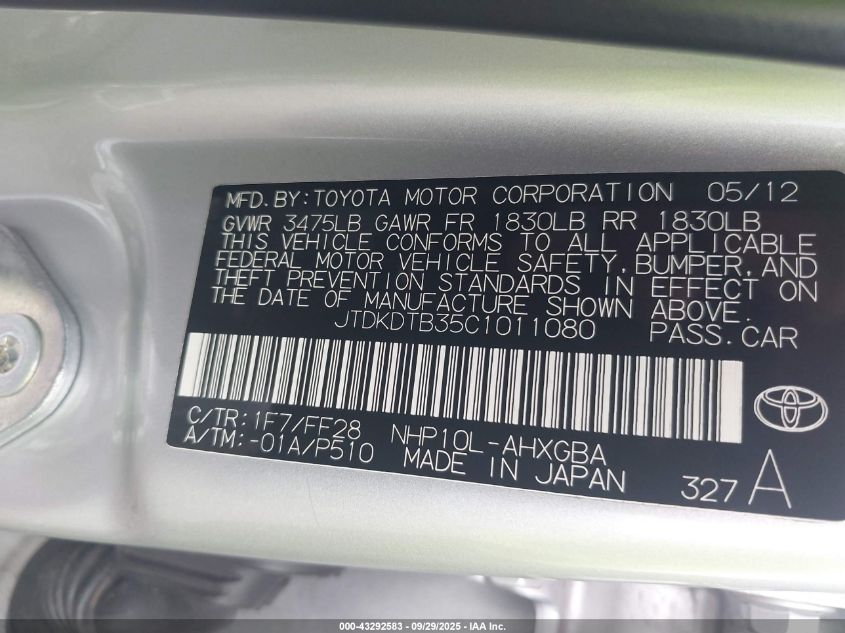 MFD. BY: TOYOTA MOTOR CORPORATION 05/12
GVWR 3475LB GAWR FR 1830LB RR 1830LB
THIS VEHICLE CONFORMS TO ALL APPLICABLE
FEDERAL MOTOR VEHICLE SAFETY, BUMPER, AND
THEFT PREVENTION STANDARDS IN EFFECT ON
THE DATE OF MANUFACTURE SHOWN ABOVE.
JTDKDTB35C1011080 PASS.CAR
C/TR: 1F7/FF28 NHP10L-AHXGBA
A/TM: -01A/P510 MADE IN JAPAN 327 A
000-43292583 - 09/29/2025 - IAA Inc.